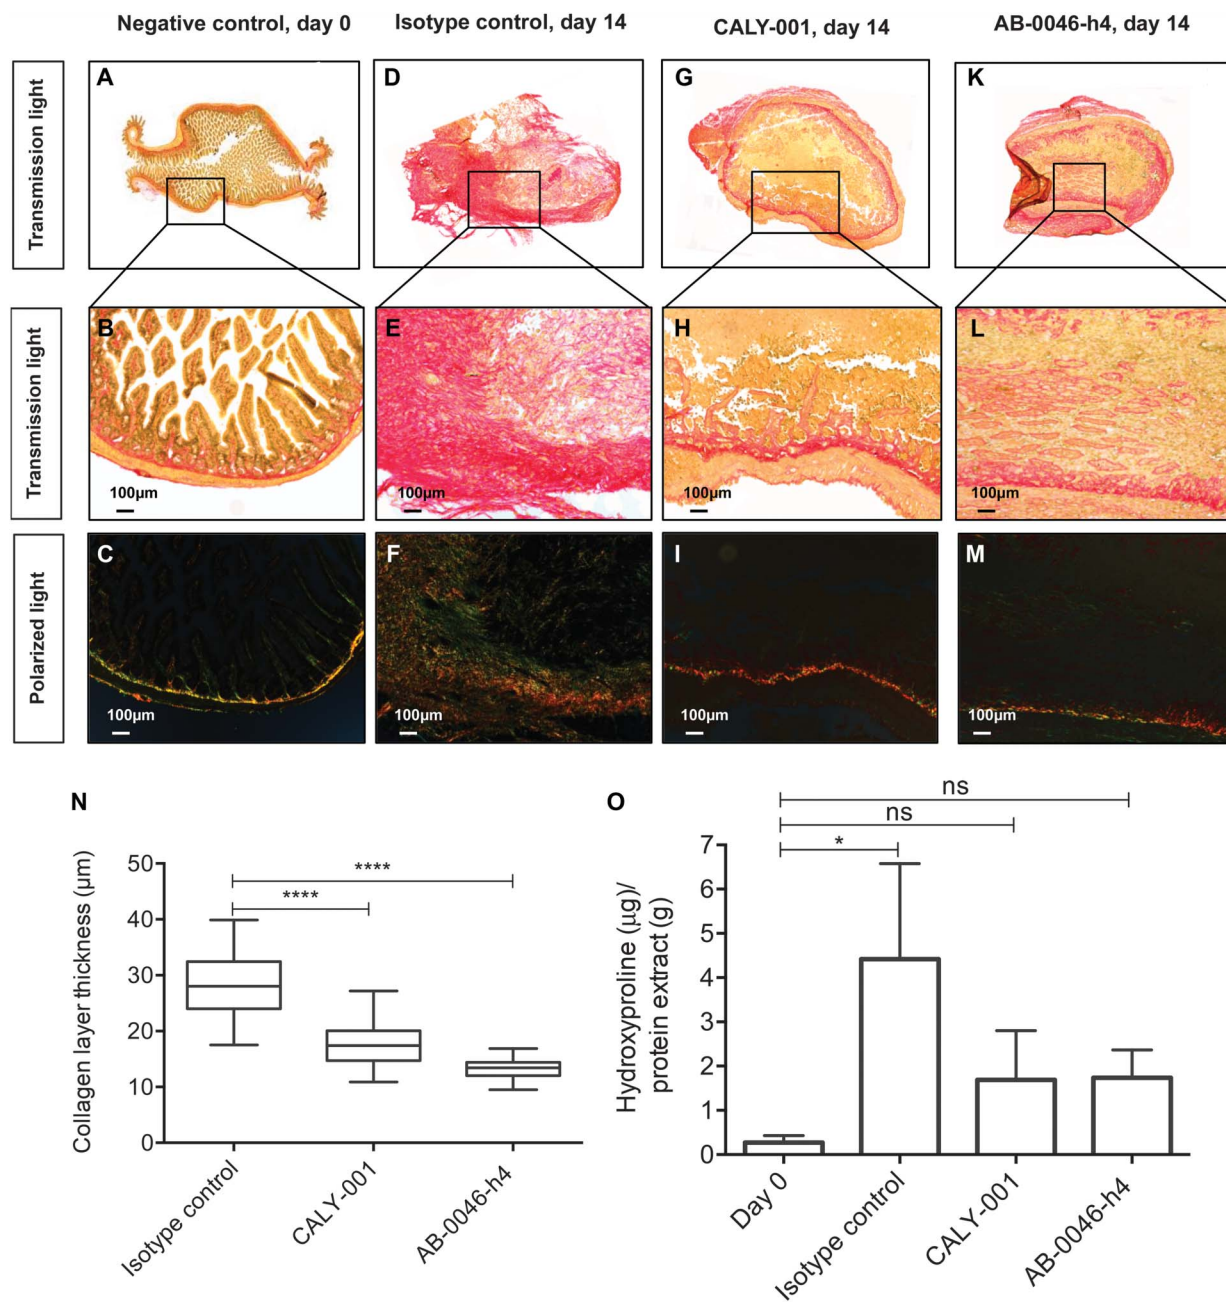 Negative control, day 0
Isotype control, day 14
CALY-001, day 14
AB-0046-h4, day 14
Transmission light
A
D
G
K
Transmission light
B
100µm
E
100µm
H
100µm
L
100µm
Polarized light
C
100µm
F
100µm
I
100µm
M
100µm
N
Collagen layer thickness (µm)
50
40
30
20
10
0
****
****
Isotype control
CALY-001
AB-0046-h4
O
Hydroxyproline (µg)/
protein extract (g)
7
6
5
4
3
2
1
0
ns
ns
*
Day 0
Isotype control
CALY-001
AB-0046-h4